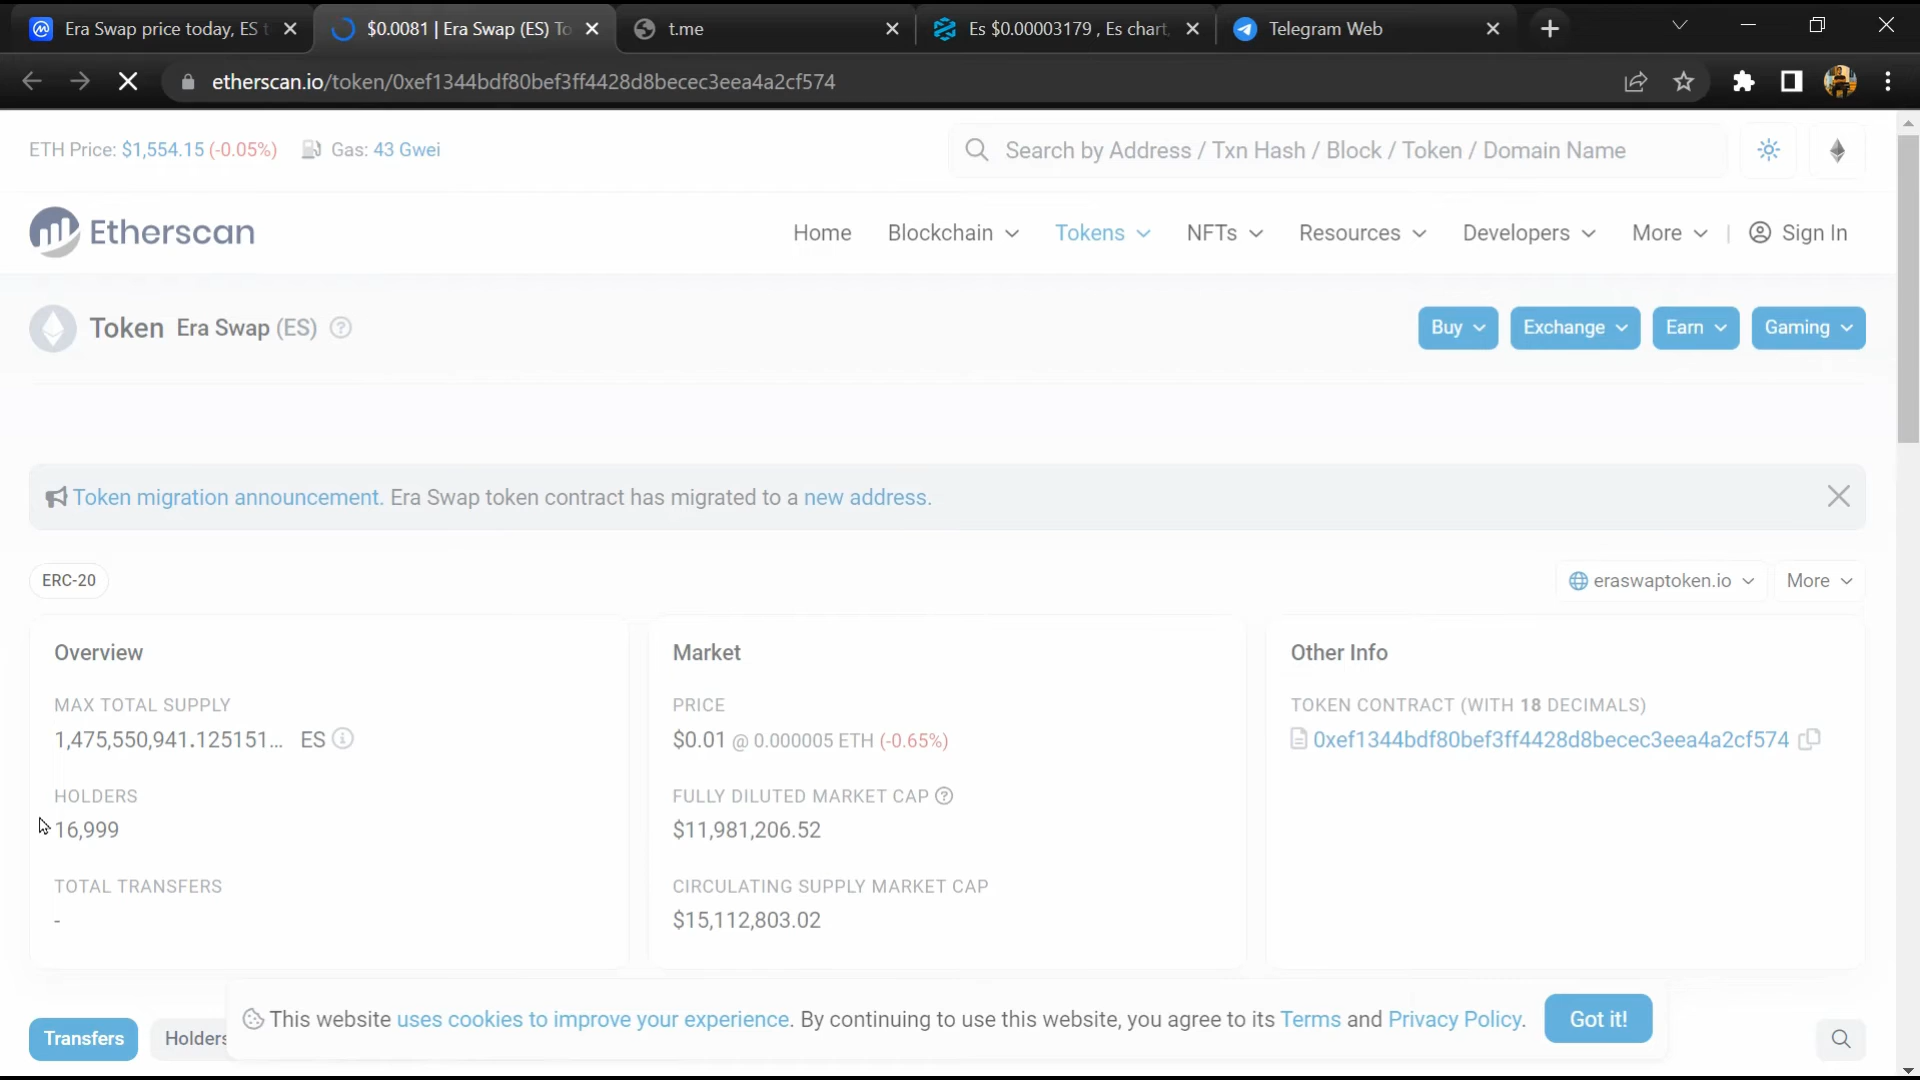 Era Swap price today, ES t
$0.0081 | Era Swap (ES) To
t.me
Es $0.00003179 , Es chart,
Telegram Web
etherscan.io/token/0xef1344bdf80bef3ff4428d8becec3eea4a2cf574
ETH Price: $1,554.15 (-0.05%) Gas: 43 Gwei
Search by Address / Txn Hash / Block / Token / Domain Name
Etherscan
Home Blockchain Tokens NFTs Resources Developers More | Sign In
Token Era Swap (ES)
Buy Exchange Earn Gaming
Token migration announcement. Era Swap token contract has migrated to a new address.
ERC-20
eraswaptoken.io More
Overview
MAX TOTAL SUPPLY
1,475,550,941.125151... ES
HOLDERS
16,999
TOTAL TRANSFERS
-
Market
PRICE
$0.01 @ 0.000005 ETH (-0.65%)
FULLY DILUTED MARKET CAP
$11,981,206.52
CIRCULATING SUPPLY MARKET CAP
$15,112,803.02
Other Info
TOKEN CONTRACT (WITH 18 DECIMALS)
0xef1344bdf80bef3ff4428d8becec3eea4a2cf574
This website uses cookies to improve your experience. By continuing to use this website, you agree to its Terms and Privacy Policy.
Got it!
Transfers Holders